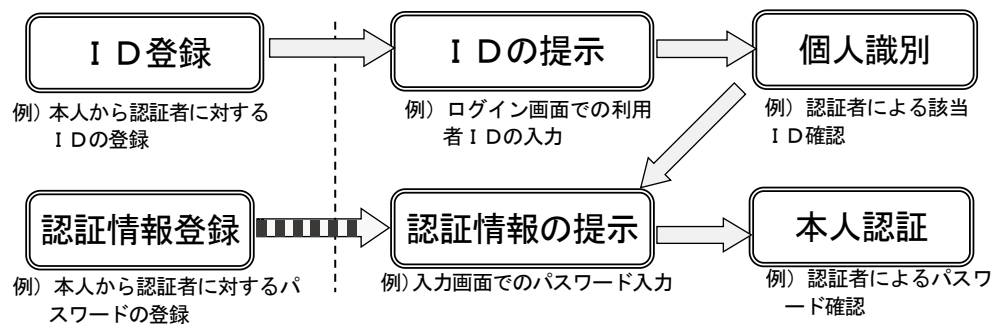 ＩＤ登録
ＩＤの提示
個人識別
例）本人から認証者に対する
ＩＤの登録
例）ログイン画面での利用
者ＩＤの入力
例）認証者による該当
ＩＤ確認
認証情報登録
認証情報の提示
本人認証
例）本人から認証者に対するパ
スワードの登録
例）入力画面でのパスワード入力
例）認証者によるパスワ
ード確認